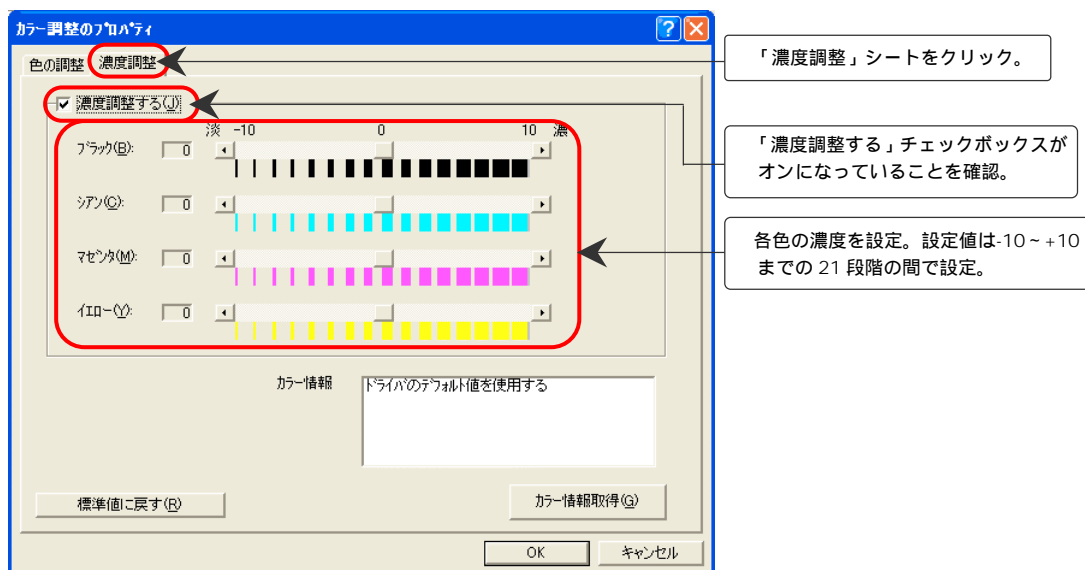 カラー調整のプロパティ
色の調整 濃度調整
濃度調整する(J)
淡 -10 0 10 濃
ブラック(B): 0
シアン(C): 0
マゼンタ(M): 0
イエロー(Y): 0
カラー情報 ドライバのデフォルト値を使用する
標準値に戻す(R) カラー情報取得(G)
OK キャンセル
「濃度調整」シートをクリック。
「濃度調整する」チェックボックスが
オンになっていることを確認。
各色の濃度を設定。設定値は-10~+10
までの 21 段階の間で設定。